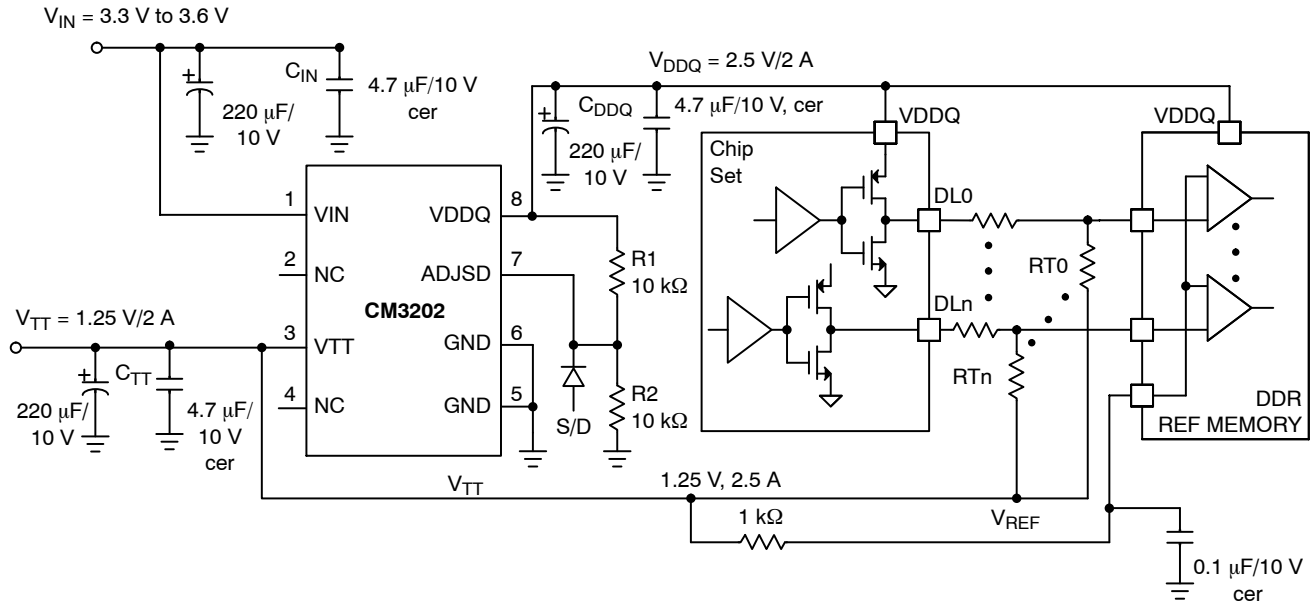 V_IN = 3.3 V to 3.6 V
C_IN
220 μF/
10 V
4.7 μF/10 V
cer
V_DDQ = 2.5 V/2 A
C_DDQ
4.7 μF/10 V, cer
220 μF/
10 V
VDDQ
VDDQ
Chip
Set
DL0
DLn
RT0
RTn
DDR
REF MEMORY
1
VIN
2
NC
3
VTT
4
NC
CM3202
8
VDDQ
7
ADJSD
6
GND
5
GND
R1
10 kΩ
R2
10 kΩ
S/D
V_TT = 1.25 V/2 A
C_TT
220 μF/
10 V
4.7 μF/
10 V
cer
V_TT
1.25 V, 2.5 A
1 kΩ
V_REF
0.1 μF/10 V
cer